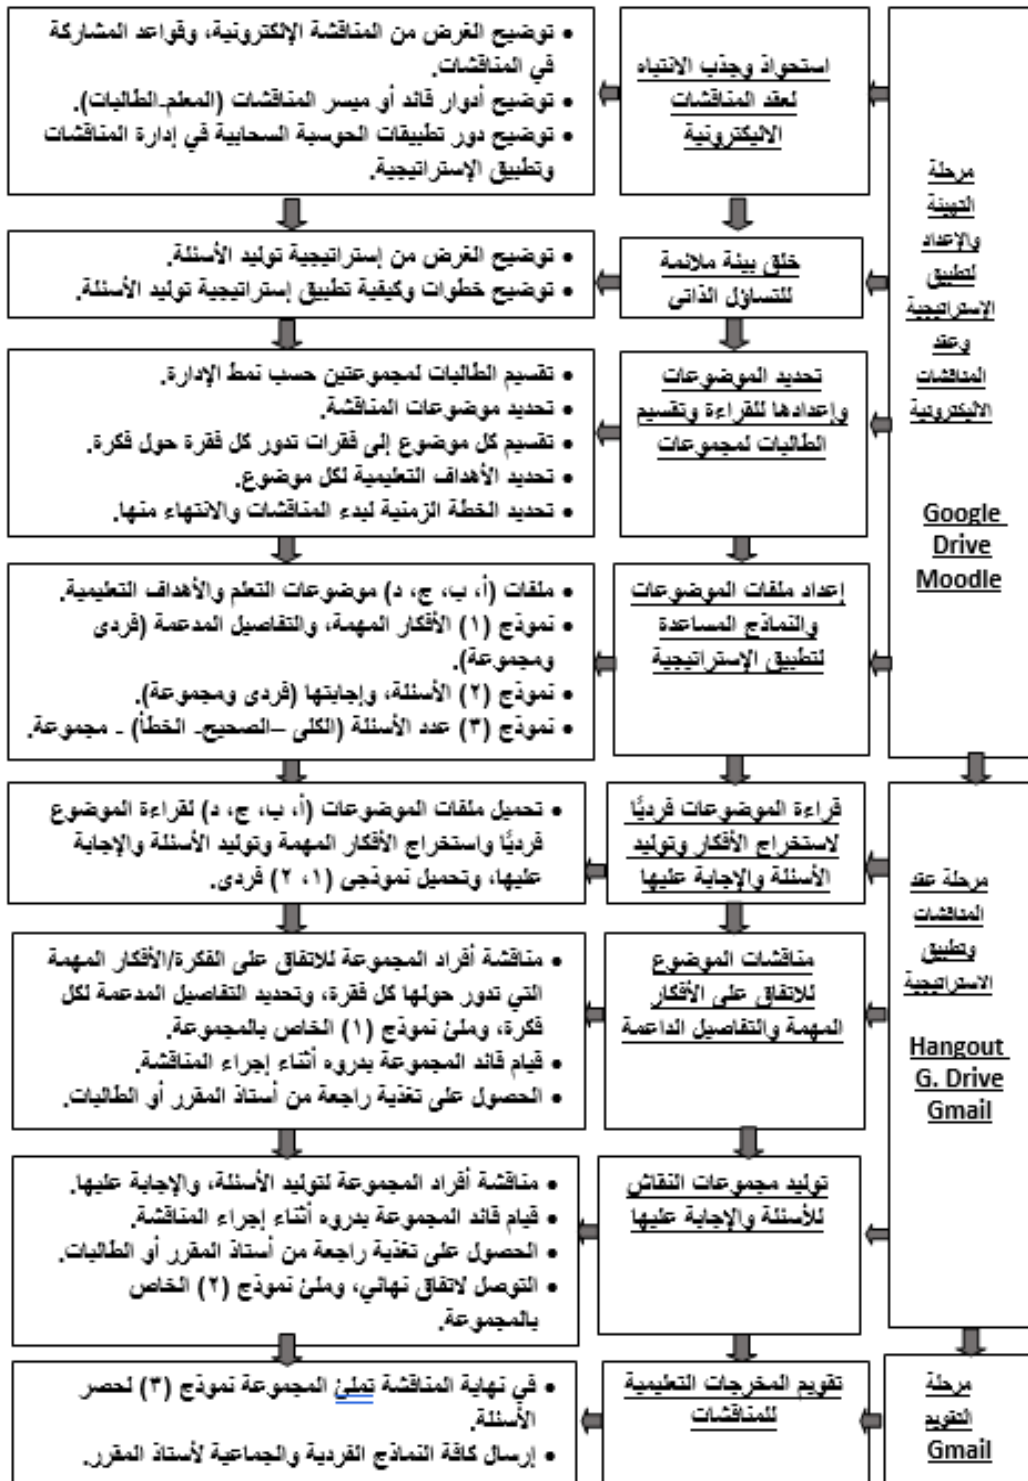 مرحلة
التهيئة
والإعداد
لتطبيق
الإستراتيجية
وعقد
المناقشات
الاليكترونية
Google
Drive
Moodle
استحواذ وجذب الانتباه
لعقد المناقشات
الاليكترونية
• توضيح الغرض من المناقشة الإلكترونية، وقواعد المشاركة
في المناقشات.
• توضيح أدوار قائد أو ميسر المناقشات (المعلم-الطالبات).
• توضيح دور تطبيقات الحوسبة السحابية في إدارة المناقشات
وتطبيق الإستراتيجية.
خلق بيئة ملائمة
للتساؤل الذاتى
• توضيح الغرض من إستراتيجية توليد الأسئلة.
• توضيح خطوات وكيفية تطبيق إستراتيجية توليد الأسئلة.
تحديد الموضوعات
وإعدادها للقراءة وتقسيم
الطالبات لمجموعات
• تقسيم الطالبات لمجموعتين حسب نمط الإدارة.
• تحديد موضوعات المناقشة.
• تقسيم كل موضوع إلى فقرات تدور كل فقرة حول فكرة.
• تحديد الأهداف التعليمية لكل موضوع.
• تحديد الخطة الزمنية لبدء المناقشات والانتهاء منها.
إعداد ملفات الموضوعات
والنماذج المساعدة
لتطبيق الإستراتيجية
• ملفات (أ، ب، ج، د) موضوعات التعلم والأهداف التعليمية.
• نموذج (١) الأفكار المهمة، والتفاصيل المدعمة (فردى
ومجموعة).
• نموذج (٢) الأسئلة، وإجابتها (فردى ومجموعة).
• نموذج (٣) عدد الأسئلة (الكلى –الصحيح- الخطأ) - مجموعة.
مرحلة عقد
المناقشات
وتطبيق
الاستراتيجية
Hangout
G. Drive
Gmail
قراءة الموضوعات فرديًا
لاستخراج الأفكار وتوليد
الأسئلة والإجابة عليها
• تحميل ملفات الموضوعات (أ، ب، ج، د) لقراءة الموضوع
فرديًا واستخراج الأفكار المهمة وتوليد الأسئلة والإجابة
عليها، وتحميل نموذجى (١، ٢) فردى.
مناقشات الموضوع
للاتفاق على الأفكار
المهمة والتفاصيل الداعمة
• مناقشة أفراد المجموعة للاتفاق على الفكرة/الأفكار المهمة
التي تدور حولها كل فقرة، وتحديد التفاصيل المدعمة لكل
فكرة، وملئ نموذج (١) الخاص بالمجموعة.
• قيام قائد المجموعة بدروه أثناء إجراء المناقشة.
• الحصول على تغذية راجعة من أستاذ المقرر أو الطالبات.
توليد مجموعات النقاش
للأسئلة والإجابة عليها
• مناقشة أفراد المجموعة لتوليد الأسئلة، والإجابة عليها.
• قيام قائد المجموعة بدروه أثناء إجراء المناقشة.
• الحصول على تغذية راجعة من أستاذ المقرر أو الطالبات.
• التوصل لاتفاق نهائي، وملئ نموذج (٢) الخاص
بالمجموعة.
مرحلة
التقويم
Gmail
تقويم المخرجات التعليمية
للمناقشات
• في نهاية المناقشة تملئ المجموعة نموذج (٣) لحصر
الأسئلة.
• إرسال كافة النماذج الفردية والجماعية لأستاذ المقرر.